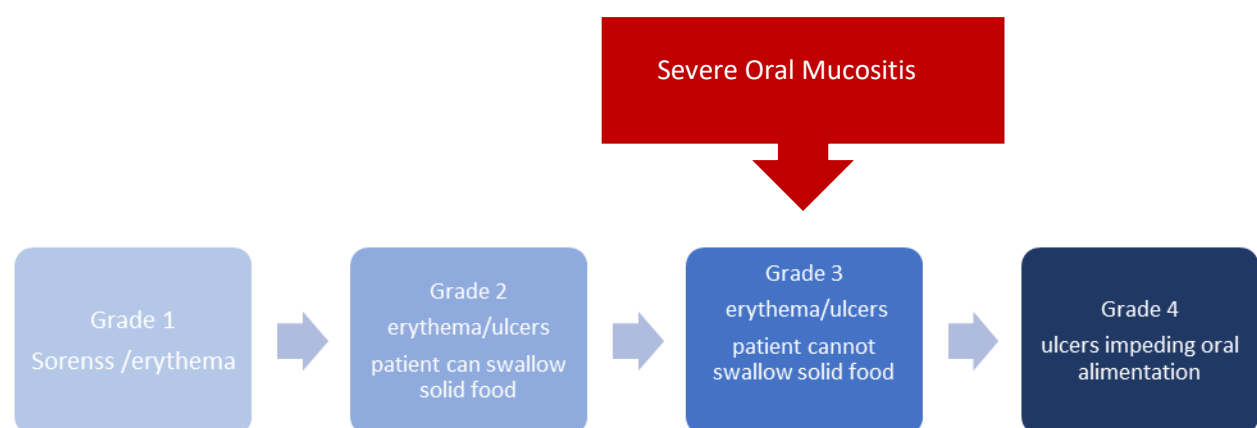 Severe Oral Mucositis
Grade 1
Sorenss /erythema
Grade 2
erythema/ulcers
patient can swallow
solid food
Grade 3
erythema/ulcers
patient cannot
swallow solid food
Grade 4
ulcers impeding oral
alimentation